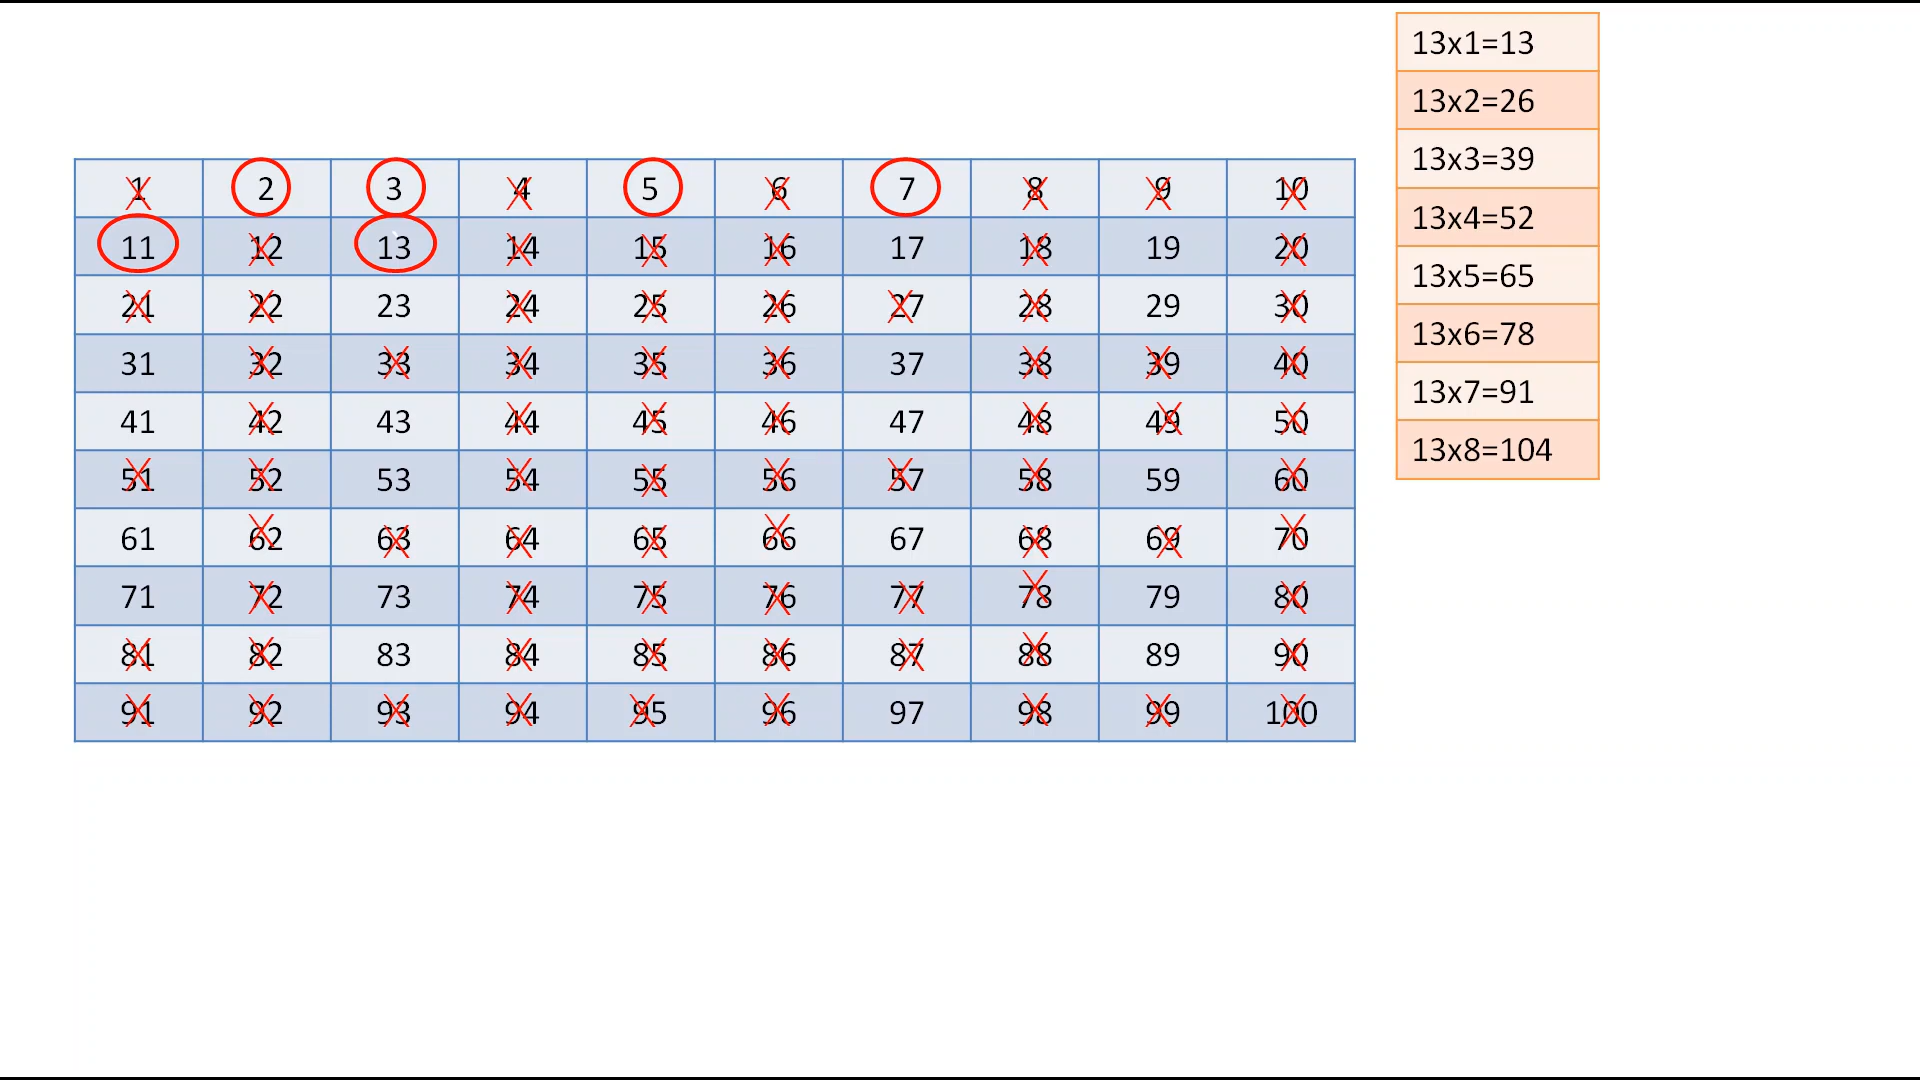 1 2 3 4 5 6 7 8 9 10
11 12 13 14 15 16 17 18 19 20
21 22 23 24 25 26 27 28 29 30
31 32 33 34 35 36 37 38 39 40
41 42 43 44 45 46 47 48 49 50
51 52 53 54 55 56 57 58 59 60
61 62 63 64 65 66 67 68 69 70
71 72 73 74 75 76 77 78 79 80
81 82 83 84 85 86 87 88 89 90
91 92 93 94 95 96 97 98 99 100
13x1=13
13x2=26
13x3=39
13x4=52
13x5=65
13x6=78
13x7=91
13x8=104